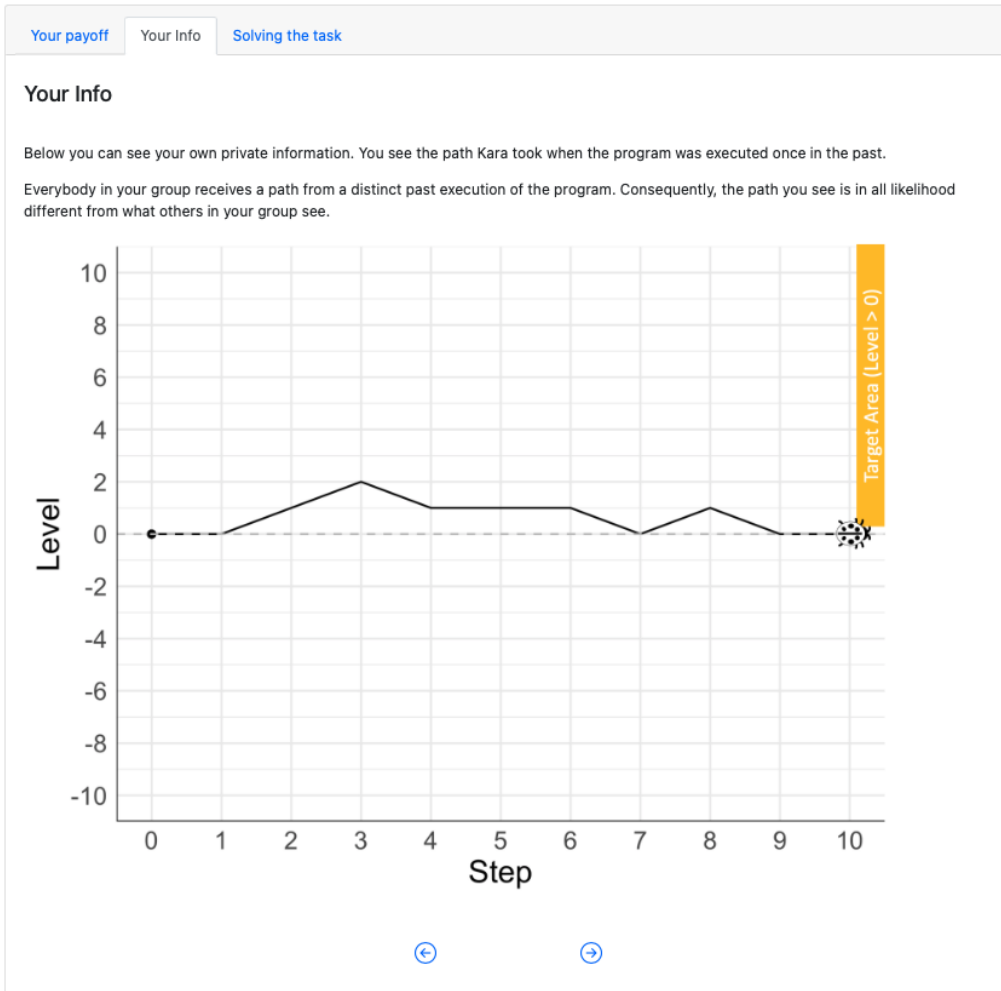 Your payoff Your Info Solving the task
Your Info
Below you can see your own private information. You see the path Kara took when the program was executed once in the past.
Everybody in your group receives a path from a distinct past execution of the program. Consequently, the path you see is in all likelihood
different from what others in your group see.
10
8
6
4
2
0
-2
-4
-6
-8
-10
Level
Target Area (Level > 0)
0 1 2 3 4 5 6 7 8 9 10
Step